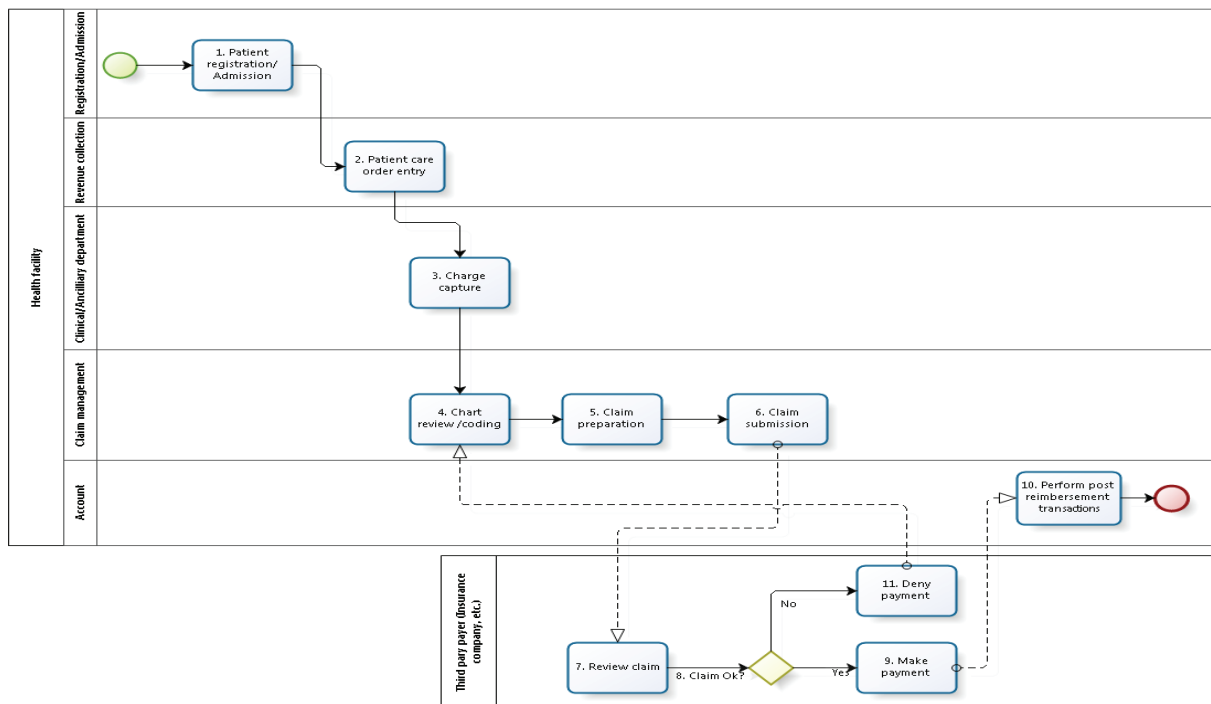 Health facility
Registration/Admission
1. Patient
registration/
Admission
Revenue collection
2. Patient care
order entry
Clinical/Ancilliary department
3. Charge
capture
Claim management
4. Chart
review /coding
5. Claim
preparation
6. Claim
submission
Account
10. Perform post
reimbersement
transactions
Third pary payer (Insurance
company, etc.)
11. Deny
payment
No
7. Review claim
8. Claim Ok?
Yes
9. Make
payment